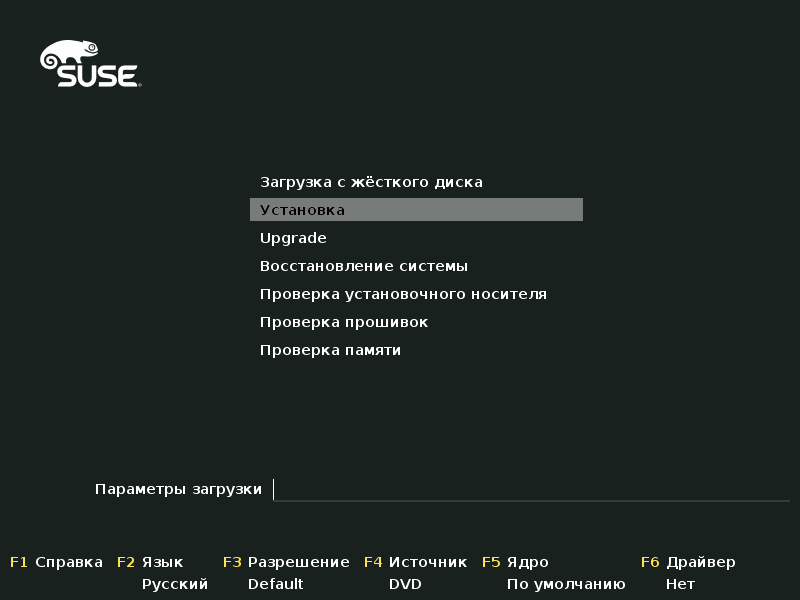 SUSE
Загрузка с жёсткого диска
Установка
Upgrade
Восстановление системы
Проверка установочного носителя
Проверка прошивок
Проверка памяти
Параметры загрузки
F1 Справка F2 Язык F3 Разрешение F4 Источник F5 Ядро F6 Драйвер
Русский Default DVD По умолчанию Нет